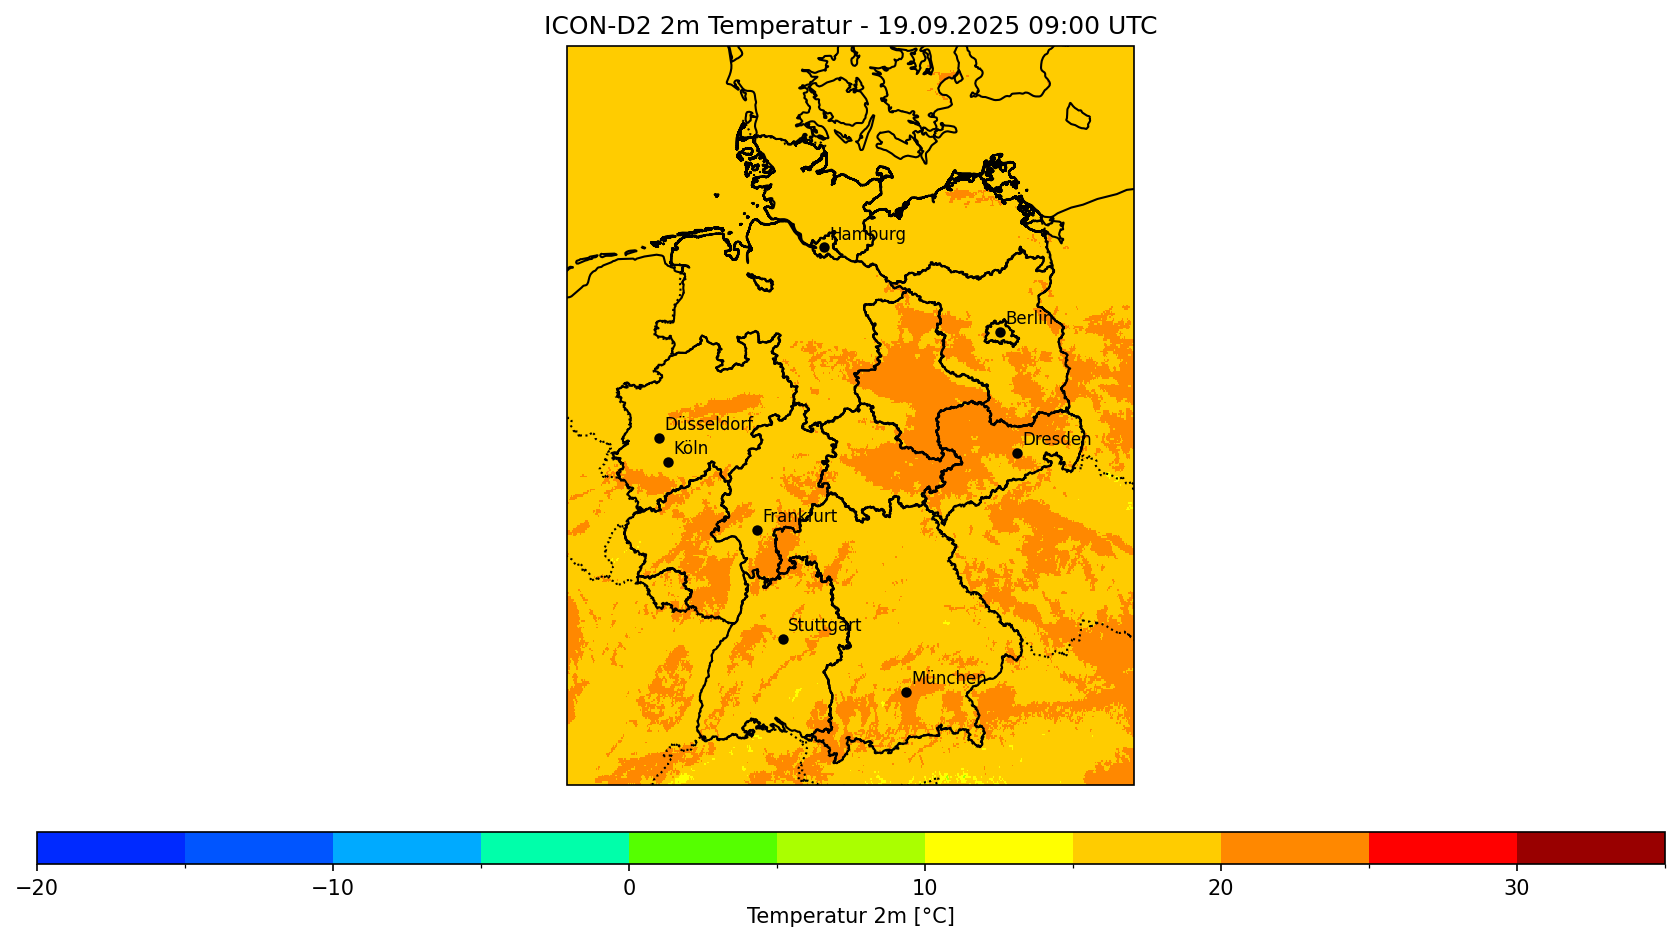 ICON-D2 2m Temperatur - 19.09.2025 09:00 UTC
Hamburg
Berlin
Düsseldorf
Dresden
Köln
Frankfurt
Stuttgart
München
−20 −10 0 10 20 30
Temperatur 2m [°C]